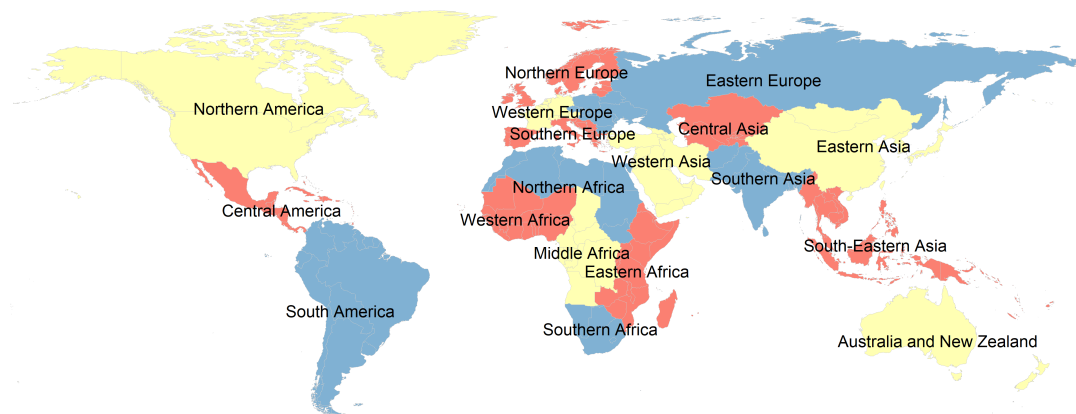 Northern Europe
Eastern Europe
Northern America
Western Europe
Central Asia
Southern Europe
Eastern Asia
Western Asia
Southern Asia
Northern Africa
Central America
Western Africa
South-Eastern Asia
Middle Africa
Eastern Africa
South America
Southern Africa
Australia and New Zealand